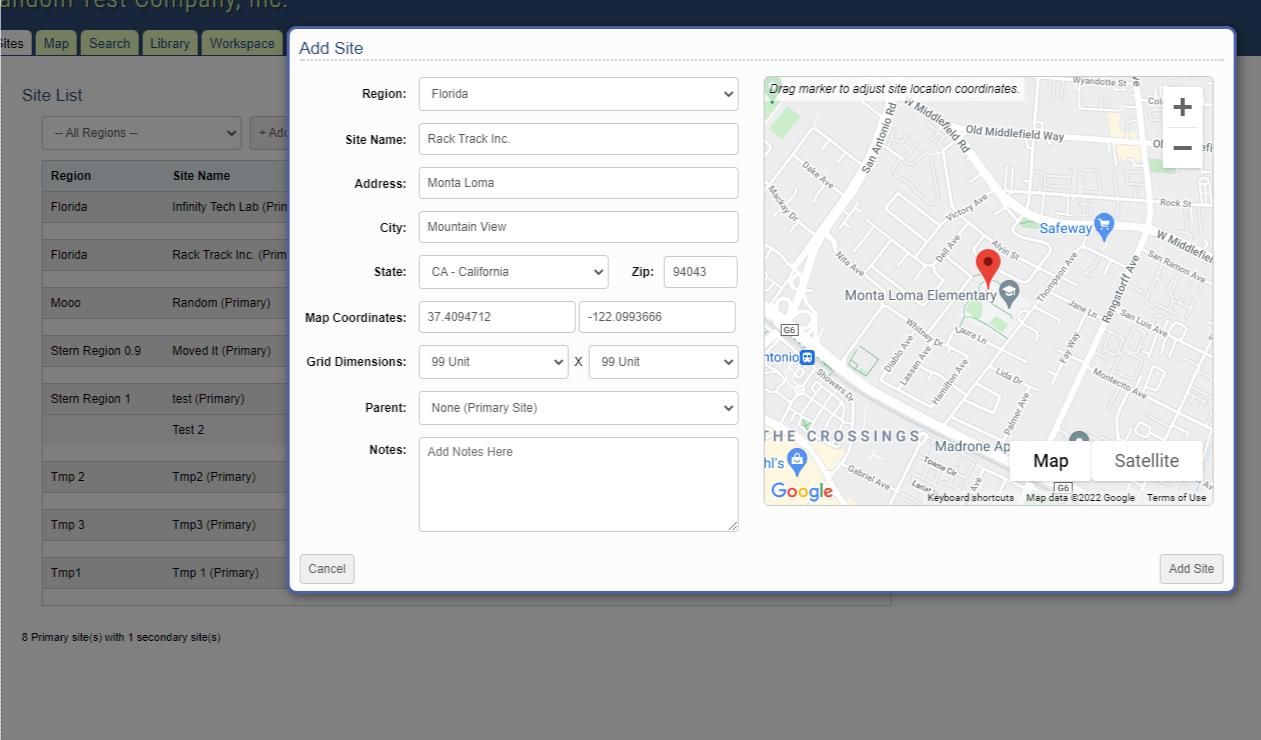 andom Test Company, Inc.
Sites Map Search Library Workspace
Site List
-- All Regions --
+ Add
Region Site Name
Florida Infinity Tech Lab (Prim
Florida Rack Track Inc. (Prim
Mooo Random (Primary)
Stern Region 0.9 Moved It (Primary)
Stern Region 1 test (Primary)
Test 2
Tmp 2 Tmp2 (Primary)
Tmp 3 Tmp3 (Primary)
Tmp1 Tmp 1 (Primary)
8 Primary site(s) with 1 secondary site(s)
Add Site
Region: Florida
Site Name: Rack Track Inc.
Address: Monta Loma
City: Mountain View
State: CA - California Zip: 94043
Map Coordinates: 37.4094712 -122.0993666
Grid Dimensions: 99 Unit X 99 Unit
Parent: None (Primary Site)
Notes: Add Notes Here
Cancel
Add Site
Drag marker to adjust site location coordinates.
+
−
Wyandotte St
W Middlefield Rd
Old Middlefield Way
San Antonio Rd
Dake Ave
Mackay Dr
Victory Ave
Rock St
Safeway
W Middlefield
Dell Ave
Alvin St
Nita Ave
San Ramon Ave
Thompson Ave
Rengstorff Ave
Monta Loma Elementary
Jane Ln
San Luis Ave
G6
Whitney Dr
Laura Ln
Diablo Ave
Lassen Ave
Fay Way
ntonio
Showers Dr
Hamilton Ave
Lida Dr
Montecito Ave
Palmer Ave
THE CROSSINGS
Madrone Ap
hl's
Gabriel Ave
Towne Cir
Map Satellite
G6
Google
Keyboard shortcuts Map data ©2022 Google Terms of Use